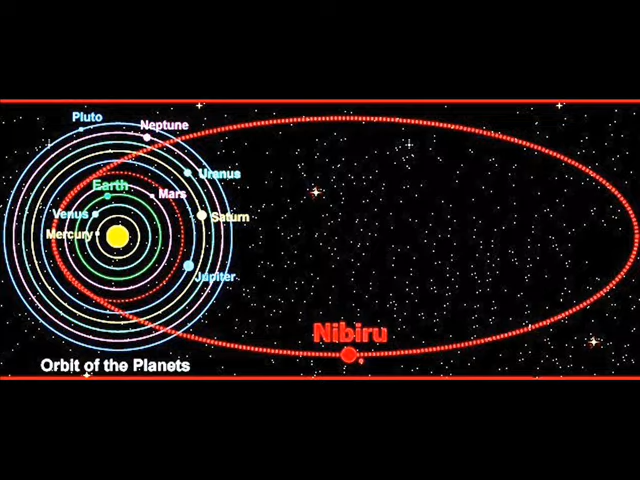 Pluto
Neptune
Uranus
Earth
Mars
Venus
Saturn
Mercury
Jupiter
Nibiru
Orbit of the Planets